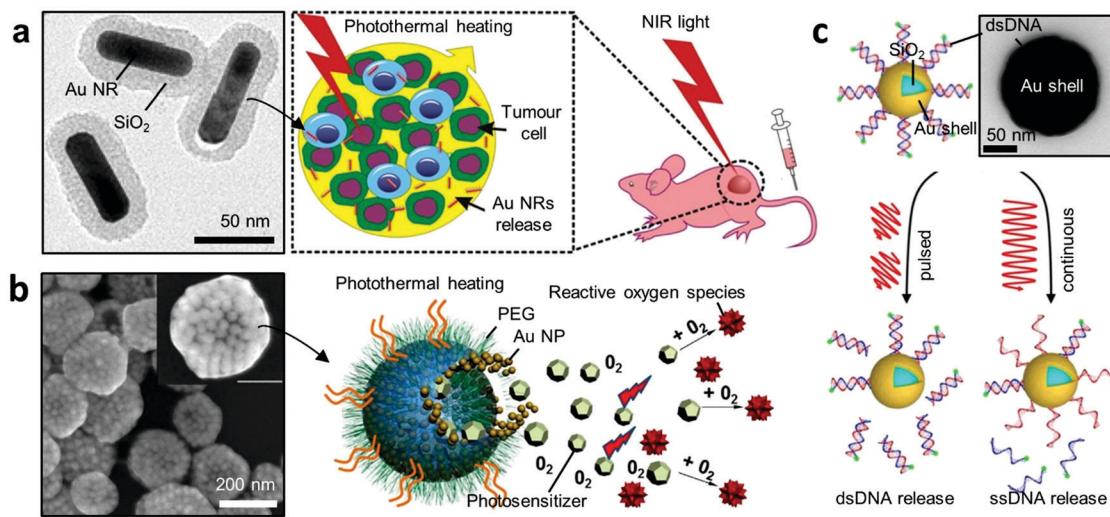 a
Au NR
SiO2
50 nm
Photothermal heating
Tumour
cell
Au NRs
release
NIR light
b
200 nm
Photothermal heating
PEG
Au NP
Reactive oxygen species
O2
O2
O2
O2
O2
O2
+ O2
+ O2
+ O2
Photosensitizer
c
dsDNA
SiO2
Au shell
Au shell
50 nm
pulsed
continuous
dsDNA release
ssDNA release